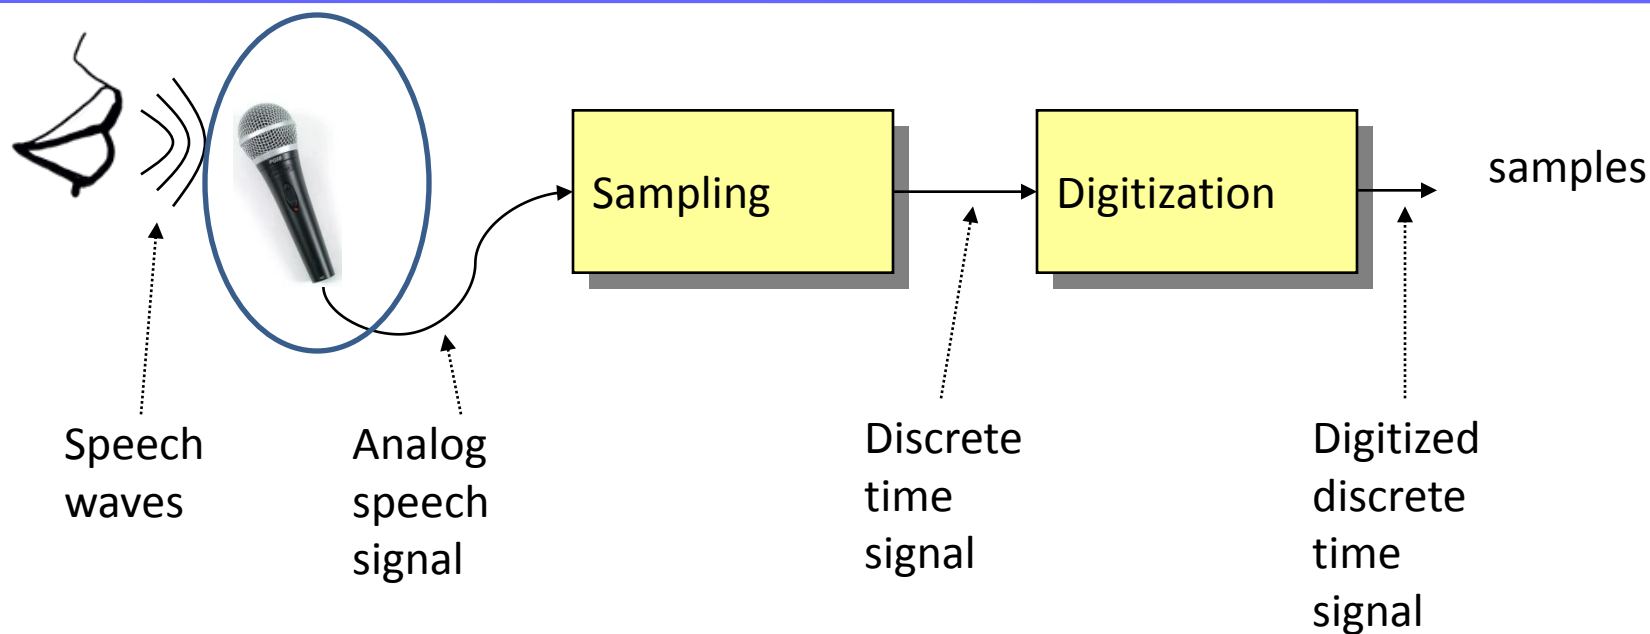 samples
Sampling
Digitization
Speech
waves
Analog
speech
signal
Discrete
time
signal
Digitized
discrete
time
signal